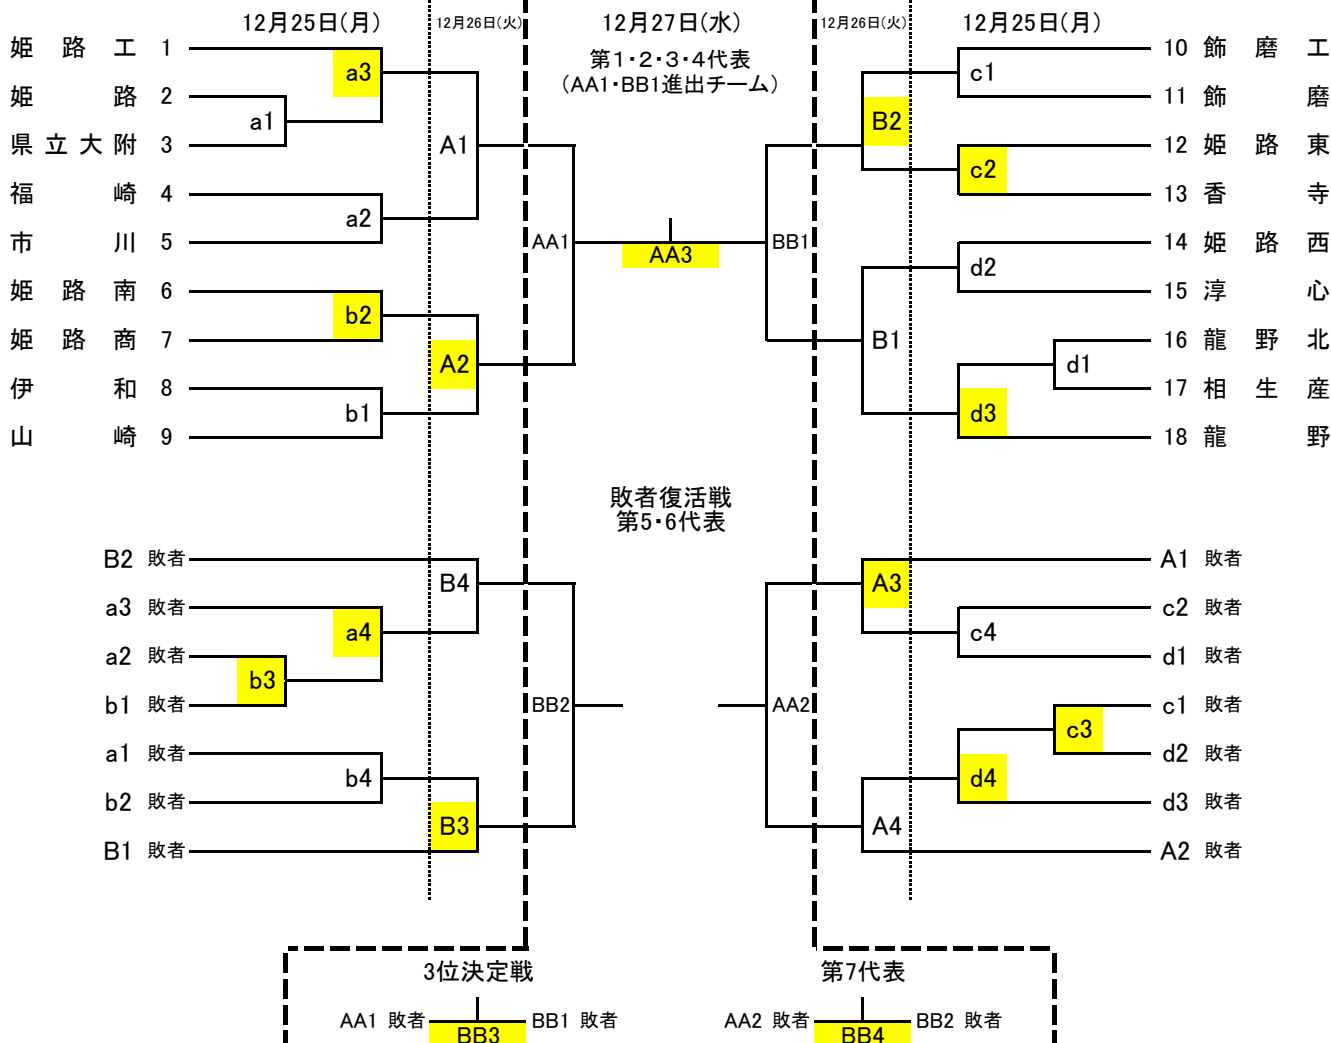 12月25日(月) 12月26日(火) 12月27日(水) 12月26日(火) 12月25日(月)
第1・2・3・4代表
(AA1・BB1進出チーム)
姫路工 1
姫路 2
県立大附 3
福崎 4
市川 5
姫路南 6
姫路商 7
伊和 8
山崎 9
a3
a1
a2
b2
b1
A1
A2
AA1
AA3
BB1
B2
B1
c1
c2
d2
d1
d3
10 飾磨工
11 飾磨
12 姫路東
13 香寺
14 姫路西
15 淳心
16 龍野北
17 相生産
18 龍野
敗者復活戦
第5・6代表
B2 敗者
a3 敗者
a2 敗者
b1 敗者
a1 敗者
b2 敗者
B1 敗者
B4
a4
b3
b4
B3
BB2
AA2
A3
c4
c3
d4
A4
A1 敗者
c2 敗者
d1 敗者
c1 敗者
d2 敗者
d3 敗者
A2 敗者
3位決定戦
AA1 敗者 BB1 敗者
BB3
第7代表
AA2 敗者 BB2 敗者
BB4